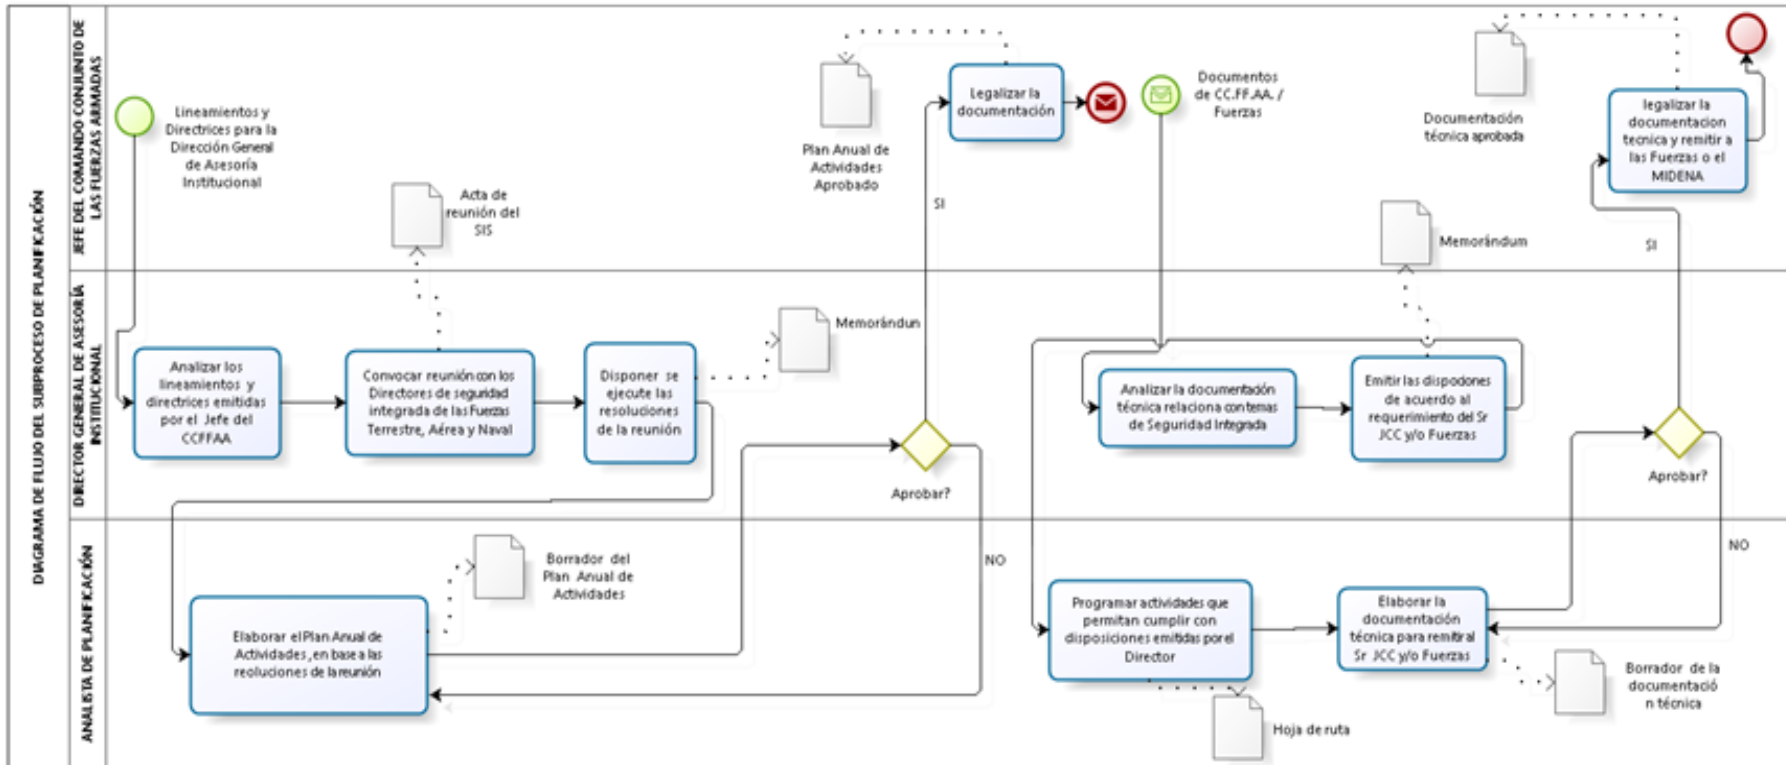 DIAGRAMA DE FLUJO DEL SUBPROCESO DE PLANIFICACIÓN
JEFE DEL COMANDO CONJUNTO DE
LAS FUERZAS ARMADAS
Lineamientos y
Directrices para la
Dirección General
de Asesoría
Institucional
Acta de
reunión del
SIS
Plan Anual de
Actividades
Aprobado
Legalizar la
documentación
SI
Documentos
de CC.FF.AA. /
Fuerzas
Memorándum
Documentación
técnica aprobada
legalizar la
documentacion
tecnica y remitir a
las Fuerzas o el
MIDENA
SI
DIRECTOR GENERAL DE ASESORÍA
INSTITUCIONAL
Analizar los
lineamientos y
directrices emitidas
por el Jefe del
CCFFAA
Convocar reunión con los
Directores de seguridad
integrada de las Fuerzas
Terrestre, Aérea y Naval
Disponer se
ejecute las
resoluciones
de la reunión
Memorándun
Aprobar?
Analizar la documentación
técnica relaciona con temas
de Seguridad Integrada
Emitir las dispociones
de acuerdo al
requerimiento del Sr
JCC y/o Fuerzas
Aprobar?
ANALISTA DE PLANIFICACIÓN
Elaborar el Plan Anual de
Actividades, en base a las
reoluciones de la reunión
Borrador del
Plan Anual de
Actividades
NO
Programar actividades que
permitan cumplir con
disposiciones emitidas por el
Director
Hoja de ruta
Elaborar la
documentación
técnica para remitir al
Sr JCC y/o Fuerzas
Borrador de la
documentació
n técnica
NO